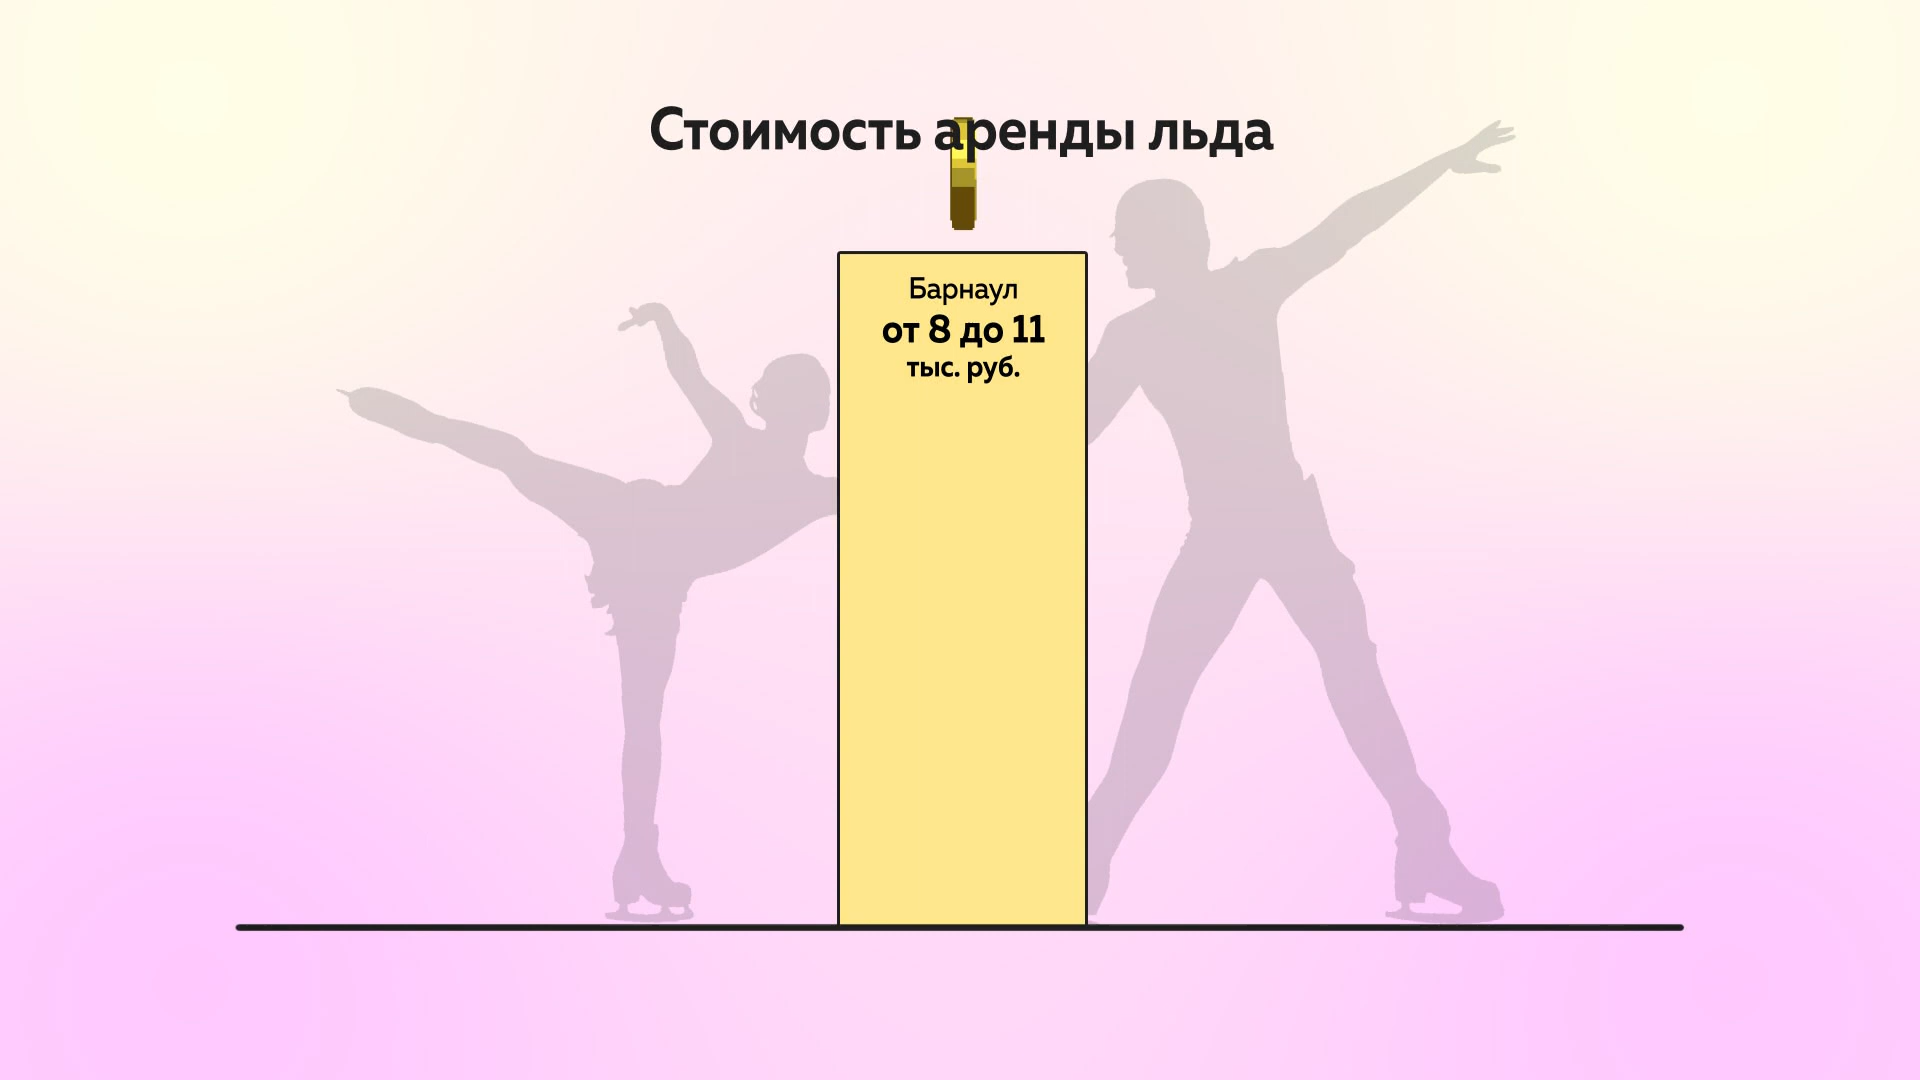 Стоимость аренды льда
Барнаул
от 8 до 11
тыс. руб.